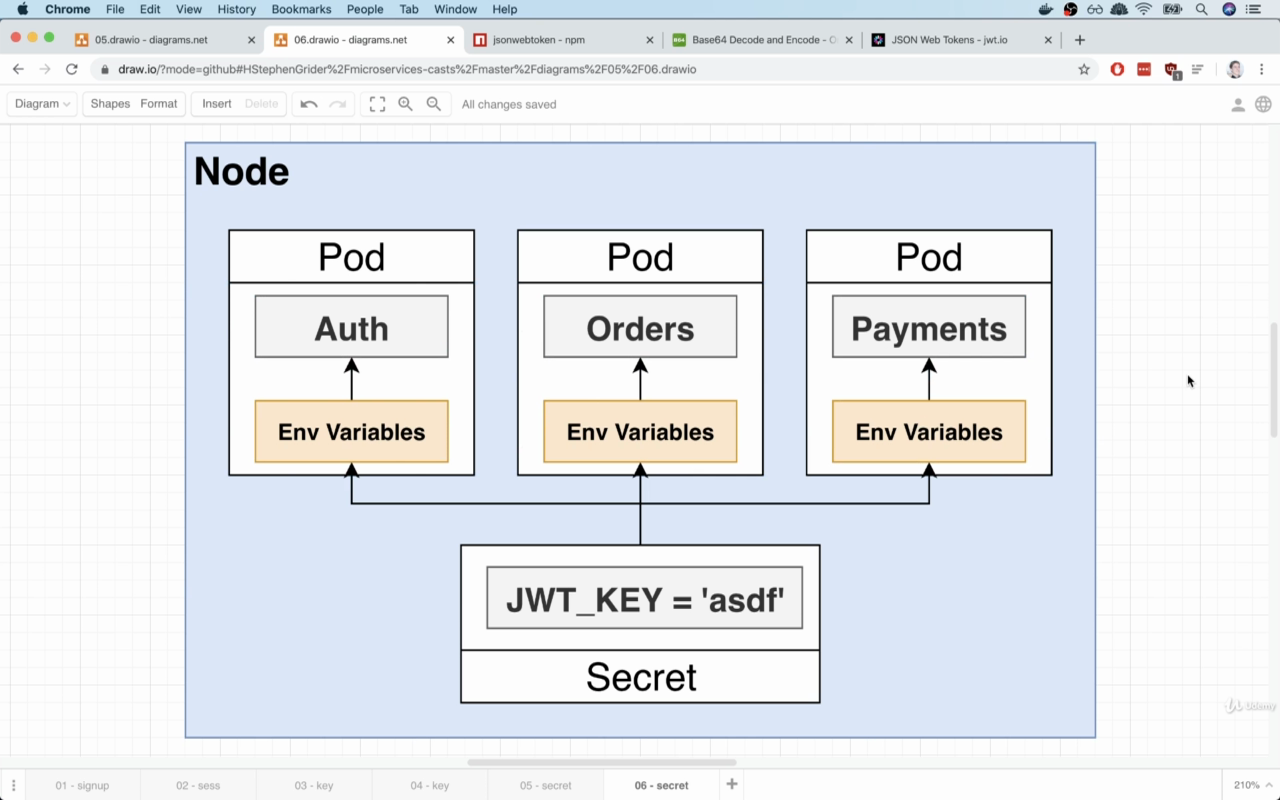 Chrome File Edit View History Bookmarks People Tab Window Help
05.drawio - diagrams.net
06.drawio - diagrams.net
jsonwebtoken - npm
Base64 Decode and Encode - O
JSON Web Tokens - jwt.io
draw.io/?mode=github#HStephenGrider%2Fmicroservices-casts%2Fmaster%2Fdiagrams%2F05%2F06.drawio
Diagram Shapes Format Insert Delete All changes saved
Node
Pod Pod Pod
Auth Orders Payments
Env Variables Env Variables Env Variables
JWT_KEY = 'asdf'
Secret
Udemy
01 - signup 02 - sess 03 - key 04 - key 05 - secret 06 - secret 210%